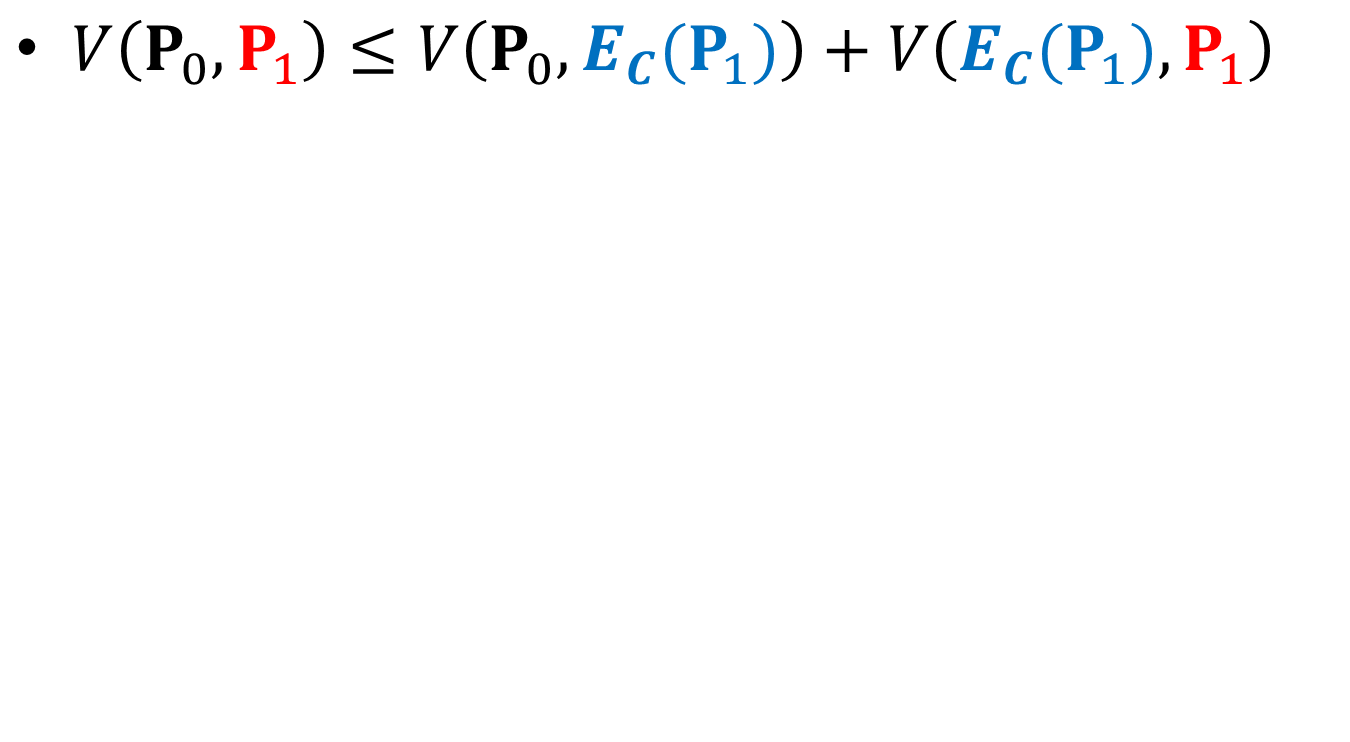 • V(P₀, P₁) ≤ V(P₀, E_C(P₁)) + V(E_C(P₁), P₁)